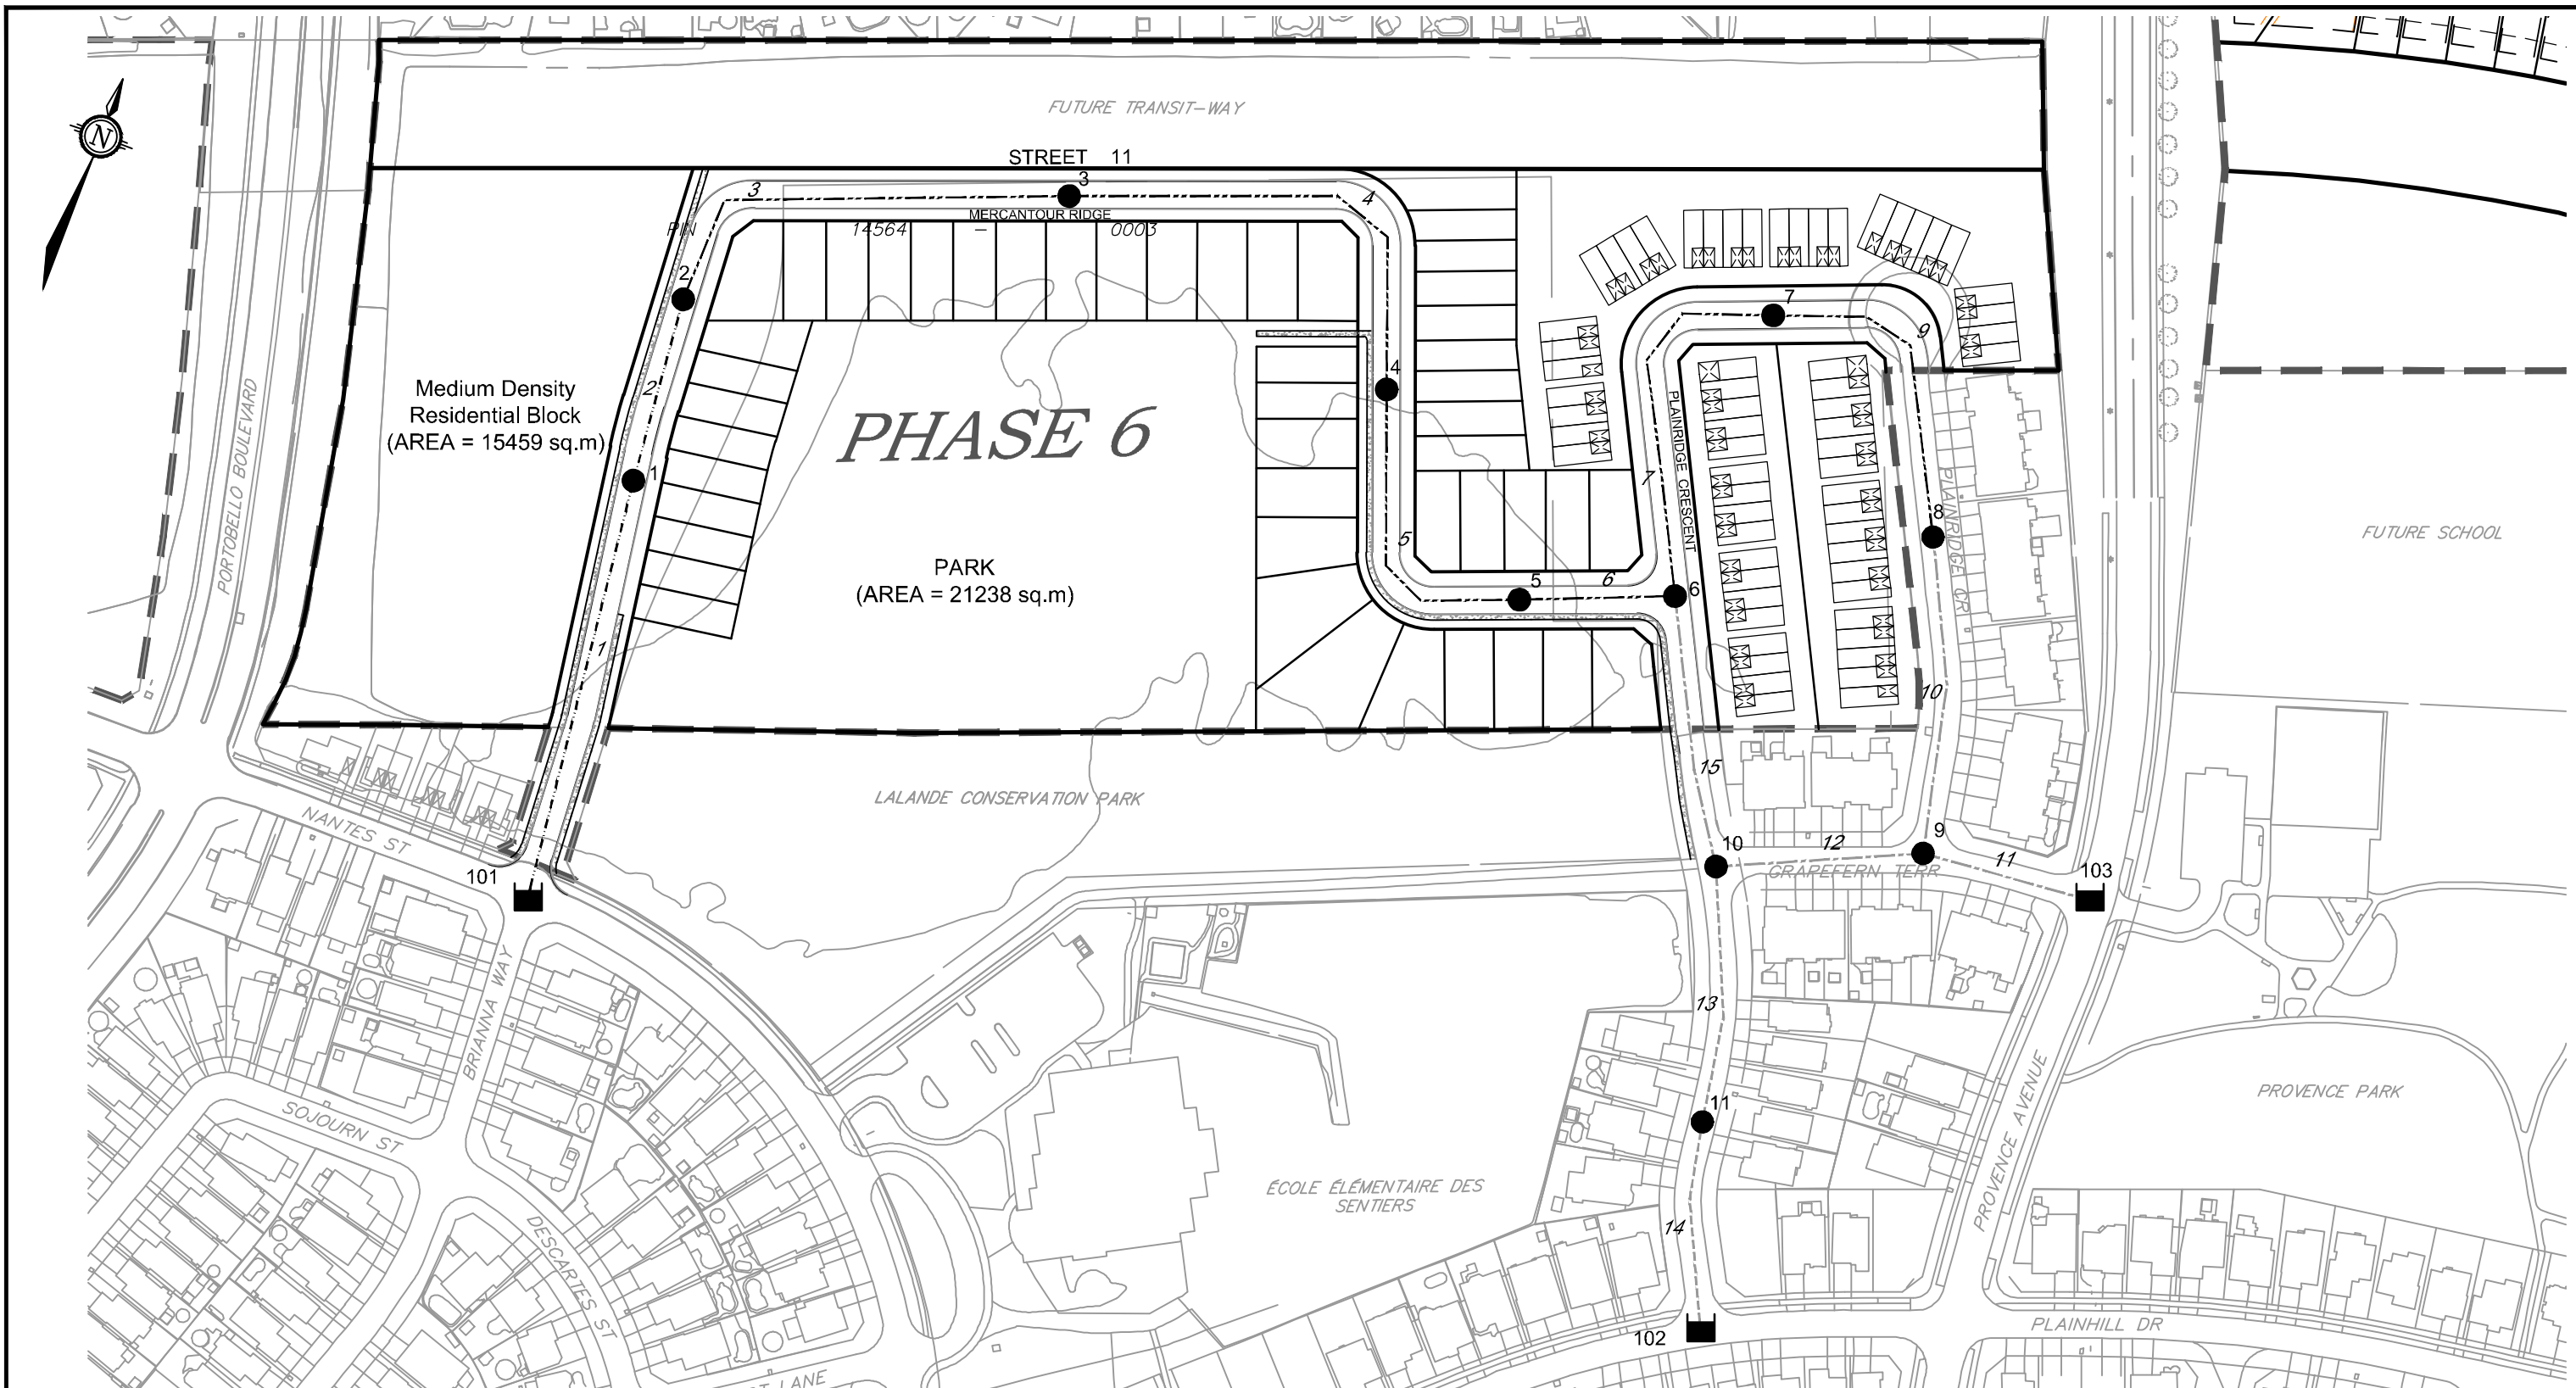 N
FUTURE TRANSIT-WAY
STREET 11
3
3
4
MERCANTOUR RIDGE
PIN 14564 - 0003
2
7
9
4
2
Medium Density
Residential Block
(AREA = 15459 sq.m)
PORTOBELLO BOULEVARD
PHASE 6
1
7
PLAINRIDGE CRESCENT
8
PLAINRIDGE CR
FUTURE SCHOOL
5
PARK
(AREA = 21238 sq.m)
5
6
6
1
10
15
LALANDE CONSERVATION PARK
NANTES ST
10
12
9
11
GRAPEFERN TERR
101
103
BRIANNA WAY
13
PROVENCE AVENUE
PROVENCE PARK
SOJOURN ST
11
ÉCOLE ÉLÉMENTAIRE DES
SENTIERS
DESCARTES ST
14
102
PLAINHILL DR
LANE